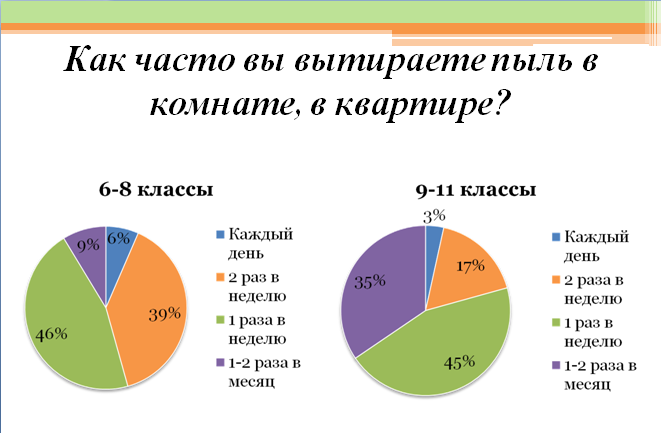 Как часто вы вытираете пыль в
комнате, в квартире?
6-8 классы
6%
39%
46%
9%
Каждый
день
2 раз в
неделю
1 раза в
неделю
1-2 раза в
месяц
9-11 классы
3%
17%
45%
35%
Каждый
день
2 раза в
неделю
1 раз в
неделю
1-2 раза в
месяц